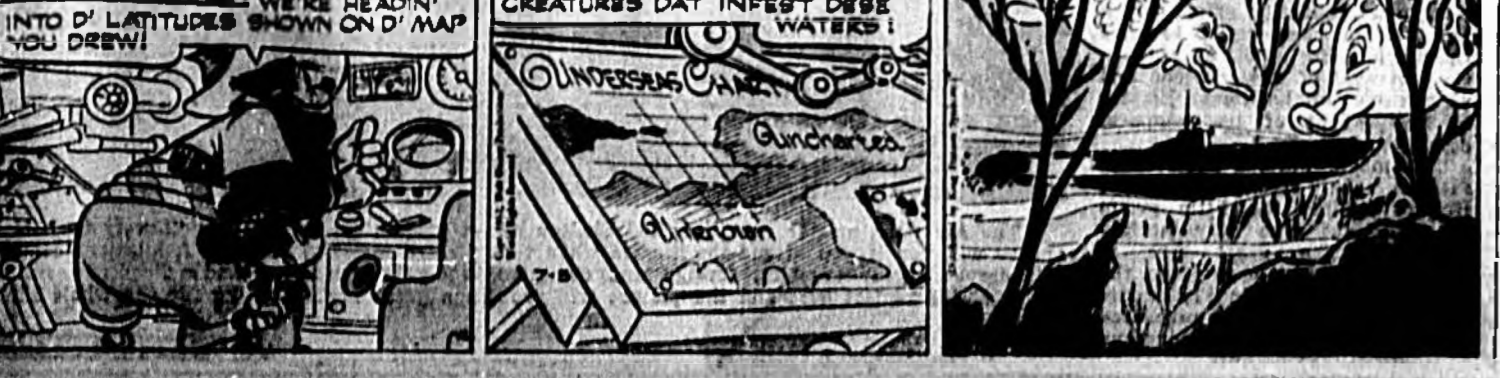 WE'RE HEADIN'
INTO D' LATITUDES SHOWN ON D' MAP
YOU DREW!
CREATURES DAT INFEST DESE
WATERS!
UNDERSEAS CHART
Uncharted
Unknown
7-5